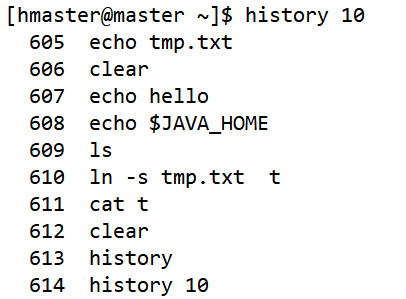 [hmaster@master ~]$ history 10
605  echo tmp.txt
606  clear
607  echo hello
608  echo $JAVA_HOME
609  ls
610  ln -s tmp.txt  t
611  cat t
612  clear
613  history
614  history 10